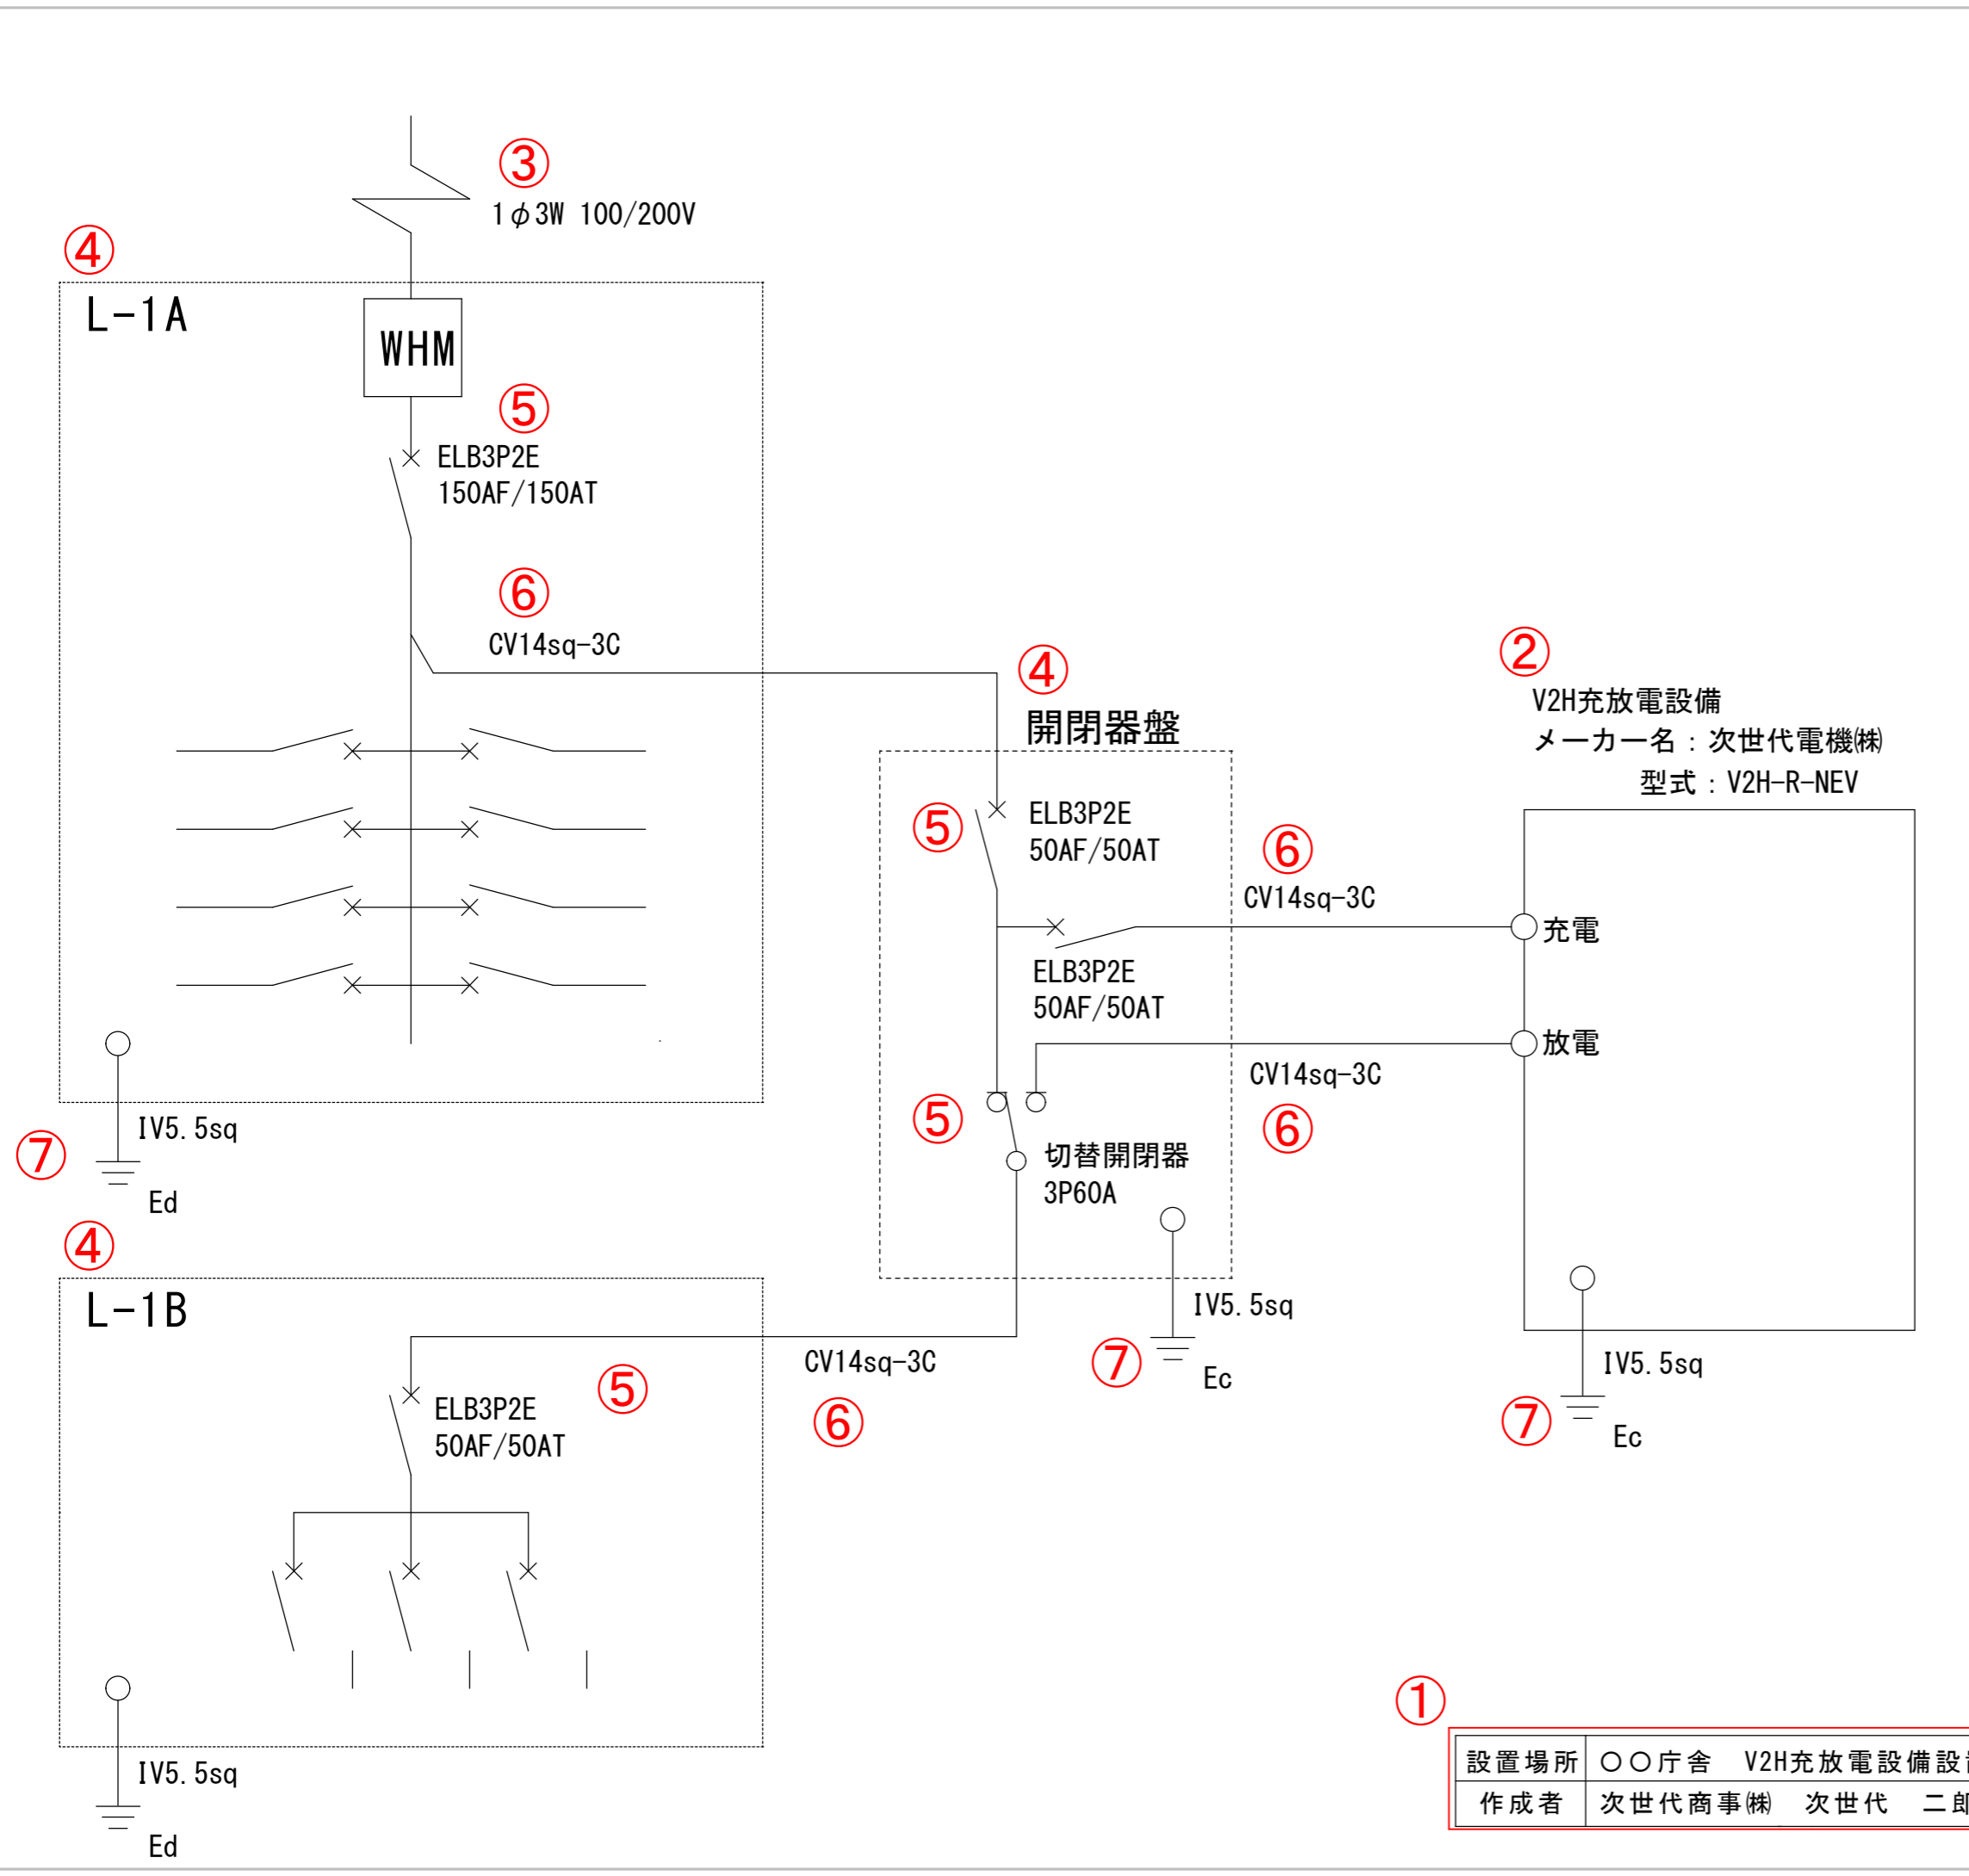 ③
1φ3W 100/200V
④
L-1A
WHM
⑤
ELB3P2E
150AF/150AT
⑥
CV14sq-3C
⑦
IV5.5sq
Ed
④
開閉器盤
⑤
ELB3P2E
50AF/50AT
⑥
CV14sq-3C
ELB3P2E
50AF/50AT
CV14sq-3C
⑥
⑤
切替開閉器
3P60A
IV5.5sq
⑦
Ec
②
V2H充放電設備
メーカー名：次世代電機㈱
型式：V2H-R-NEV
充電
放電
IV5.5sq
⑦
Ec
④
L-1B
CV14sq-3C
⑥
⑤
ELB3P2E
50AF/50AT
IV5.5sq
Ed
①
設置場所 〇〇庁舎 V2H充放電設備設
作成者 次世代商事㈱ 次世代 二郎